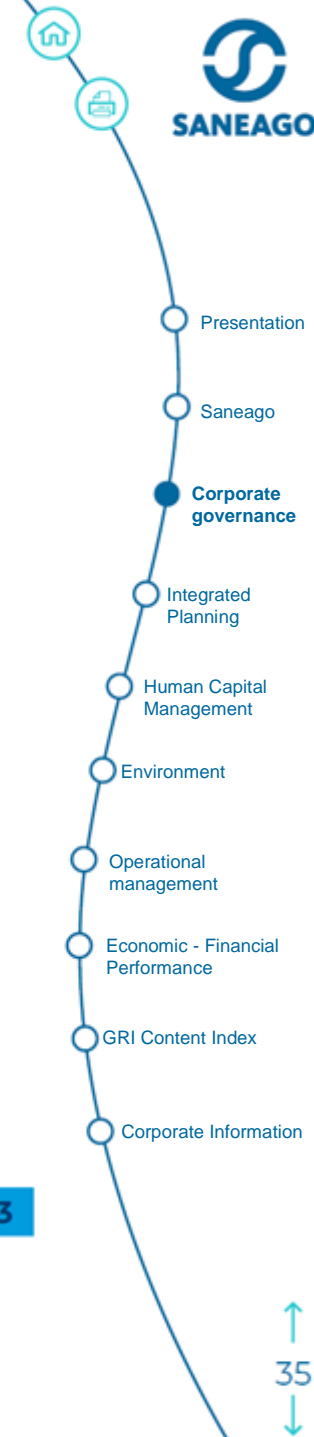 SANEAGO
Presentation
Saneago
Corporate
governance
Integrated
Planning
Human Capital
Management
Environment
Operational
management
Economic - Financial
Performance
GRI Content Index
Corporate Information
3
35